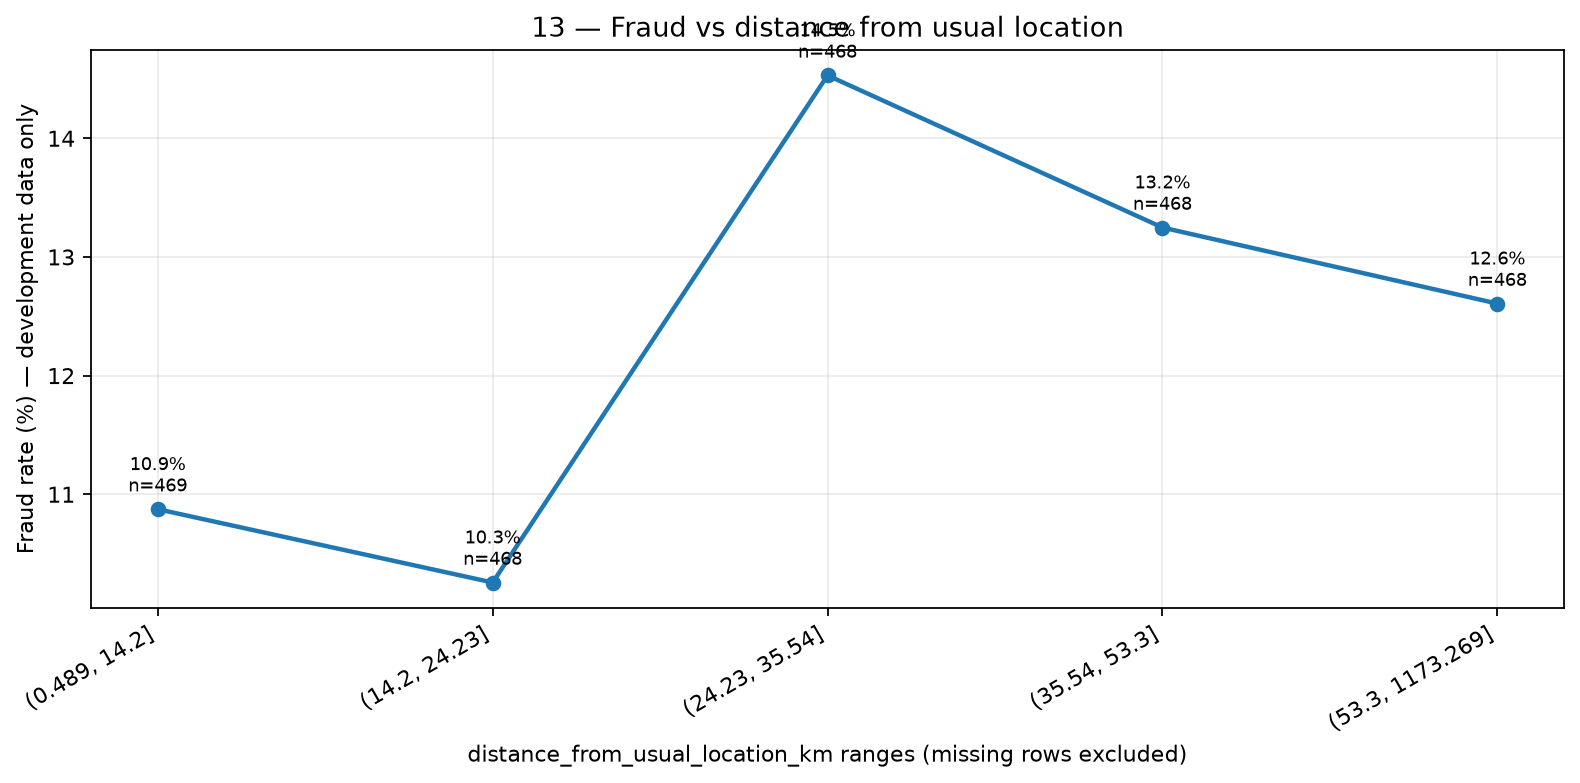 13 — Fraud vs distance from usual location
14.5%
n=468
14
13.2%
n=468
13
12.6%
n=468
12
10.9%
n=469
11
10.3%
n=468
Fraud rate (%) — development data only
(0.489, 14.2]
(14.2, 24.23]
(24.23, 35.54]
(35.54, 53.3]
(53.3, 1173.269]
distance_from_usual_location_km ranges (missing rows excluded)